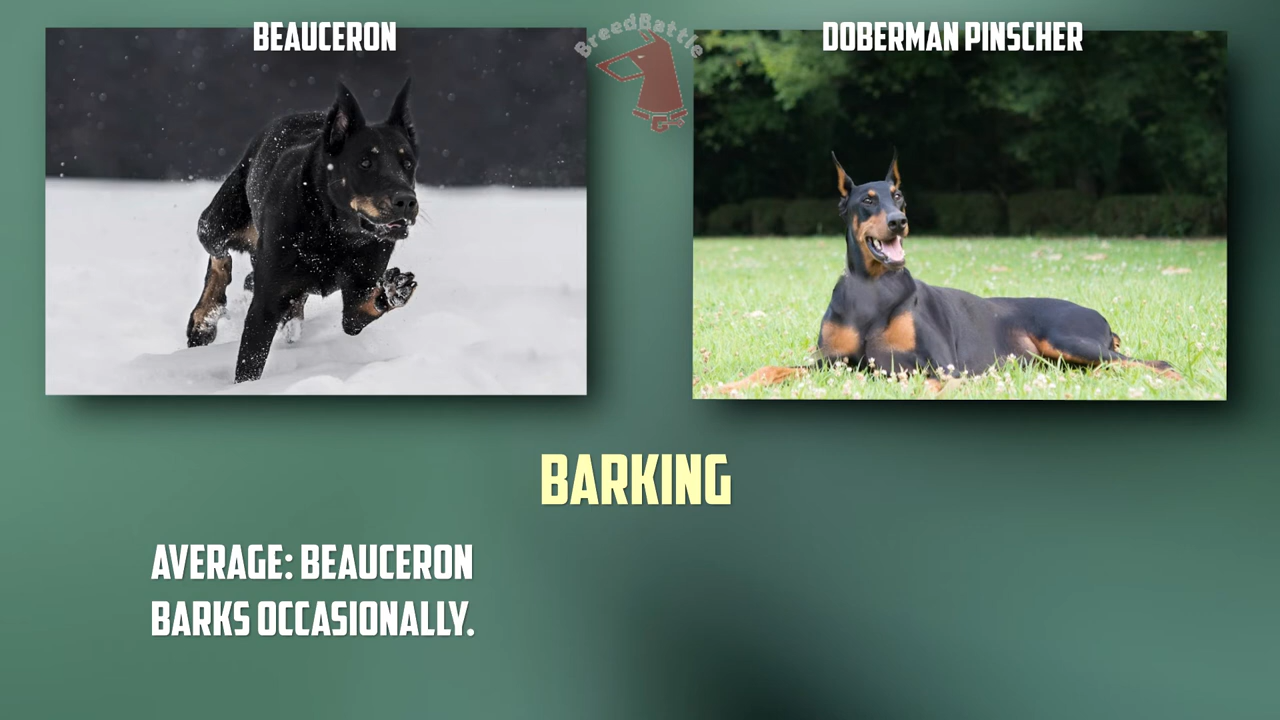 BEAUCERON
BreedBattle
DOBERMAN PINSCHER
BARKING
AVERAGE: BEAUCERON
BARKS OCCASIONALLY.